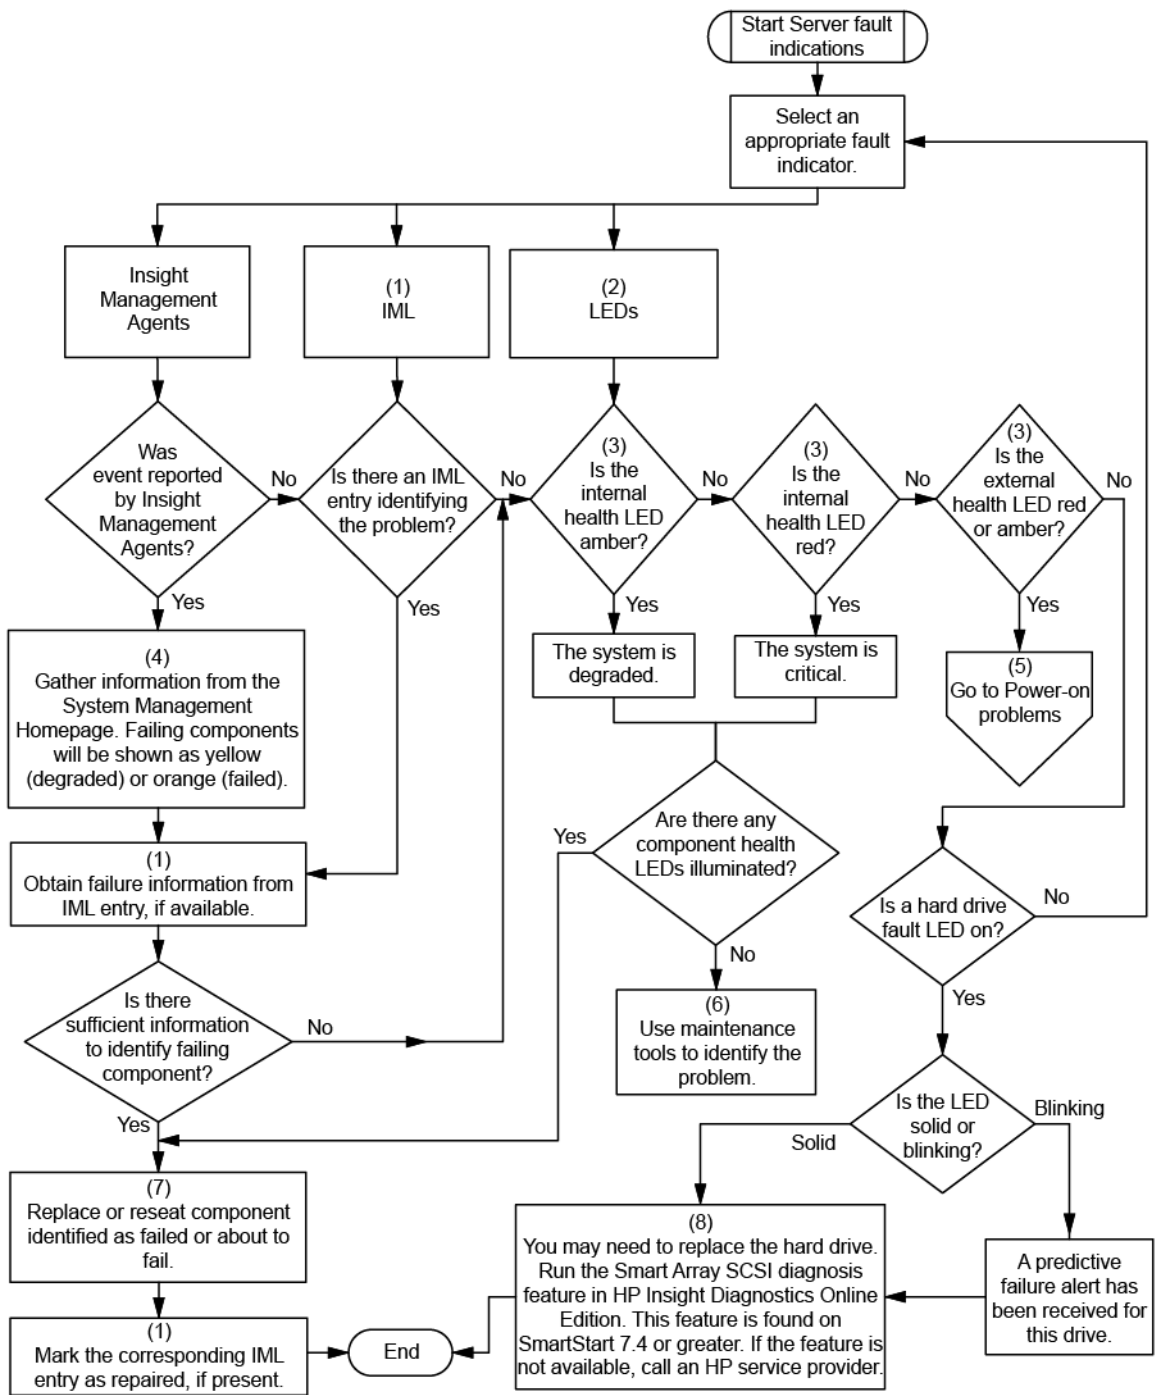 Start Server fault
indications
Select an
appropriate fault
indicator.
Insight
Management
Agents
(1)
IML
(2)
LEDs
Was
event reported
by Insight
Management
Agents?
No
Is there an IML
entry identifying
the problem?
No
(3)
Is the
internal
health LED
amber?
No
(3)
Is the
internal
health LED
red?
No
(3)
Is the
external
health LED red
or amber?
No
Yes
Yes
Yes
Yes
Yes
(4)
Gather information from the
System Management
Homepage. Failing components
will be shown as yellow
(degraded) or orange (failed).
The system is
degraded.
The system is
critical.
(5)
Go to Power-on
problems
(1)
Obtain failure information from
IML entry, if available.
Yes
Are there any
component health
LEDs illuminated?
No
Is a hard drive
fault LED on?
No
Yes
Is there
sufficient information
to identify failing
component?
No
Yes
(6)
Use maintenance
tools to identify the
problem.
Is the LED
solid or
blinking?
Blinking
Solid
(7)
Replace or reseat component
identified as failed or about to
fail.
(8)
You may need to replace the hard drive.
Run the Smart Array SCSI diagnosis
feature in HP Insight Diagnostics Online
Edition. This feature is found on
SmartStart 7.4 or greater. If the feature is
not available, call an HP service provider.
A predictive
failure alert has
been received for
this drive.
(1)
Mark the corresponding IML
entry as repaired, if present.
End